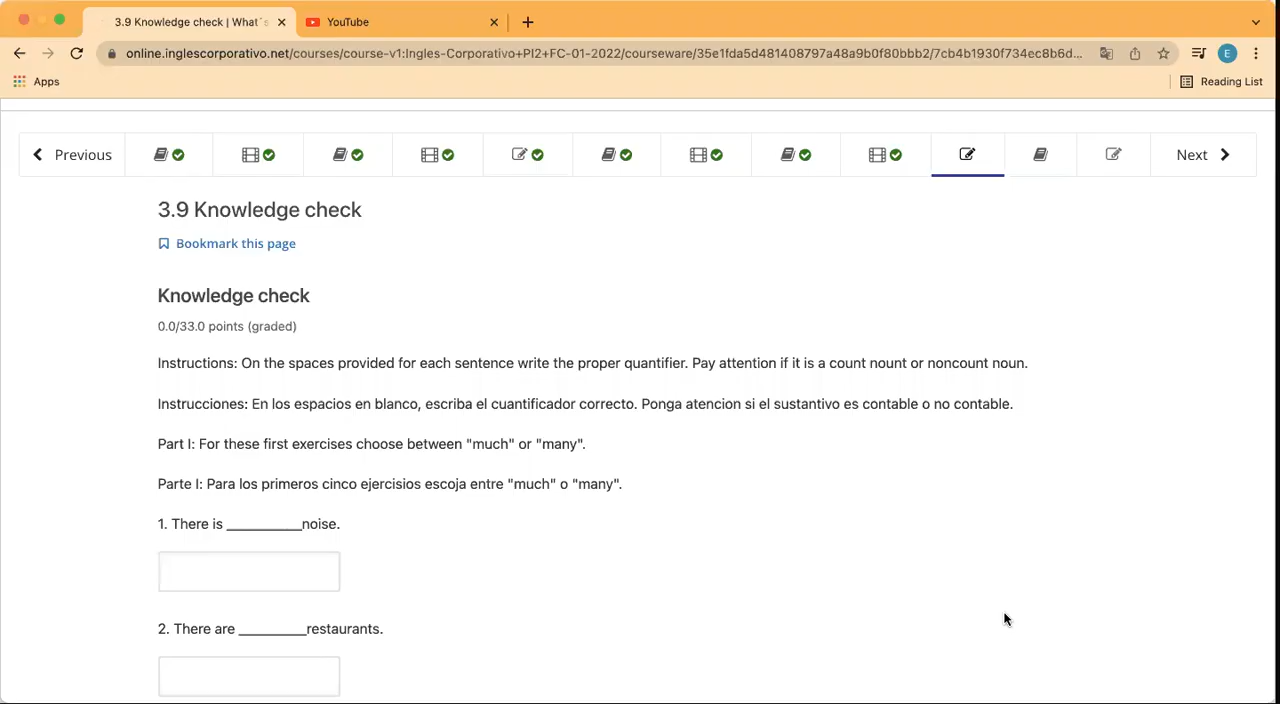 3.9 Knowledge check | What's
YouTube
online.inglescorporativo.net/courses/course-v1:Ingles-Corporativo+PI2+FC-01-2022/courseware/35e1fda5d481408797a48a9b0f80bbb2/7cb4b1930f734ec8b6d...
E
Apps
Reading List
Previous
Next
3.9 Knowledge check
Bookmark this page
Knowledge check
0.0/33.0 points (graded)
Instructions: On the spaces provided for each sentence write the proper quantifier. Pay attention if it is a count nount or noncount noun.
Instrucciones: En los espacios en blanco, escriba el cuantificador correcto. Ponga atencion si el sustantivo es contable o no contable.
Part I: For these first exercises choose between "much" or "many".
Parte I: Para los primeros cinco ejercisios escoja entre "much" o "many".
1. There is __________noise.
2. There are _________restaurants.